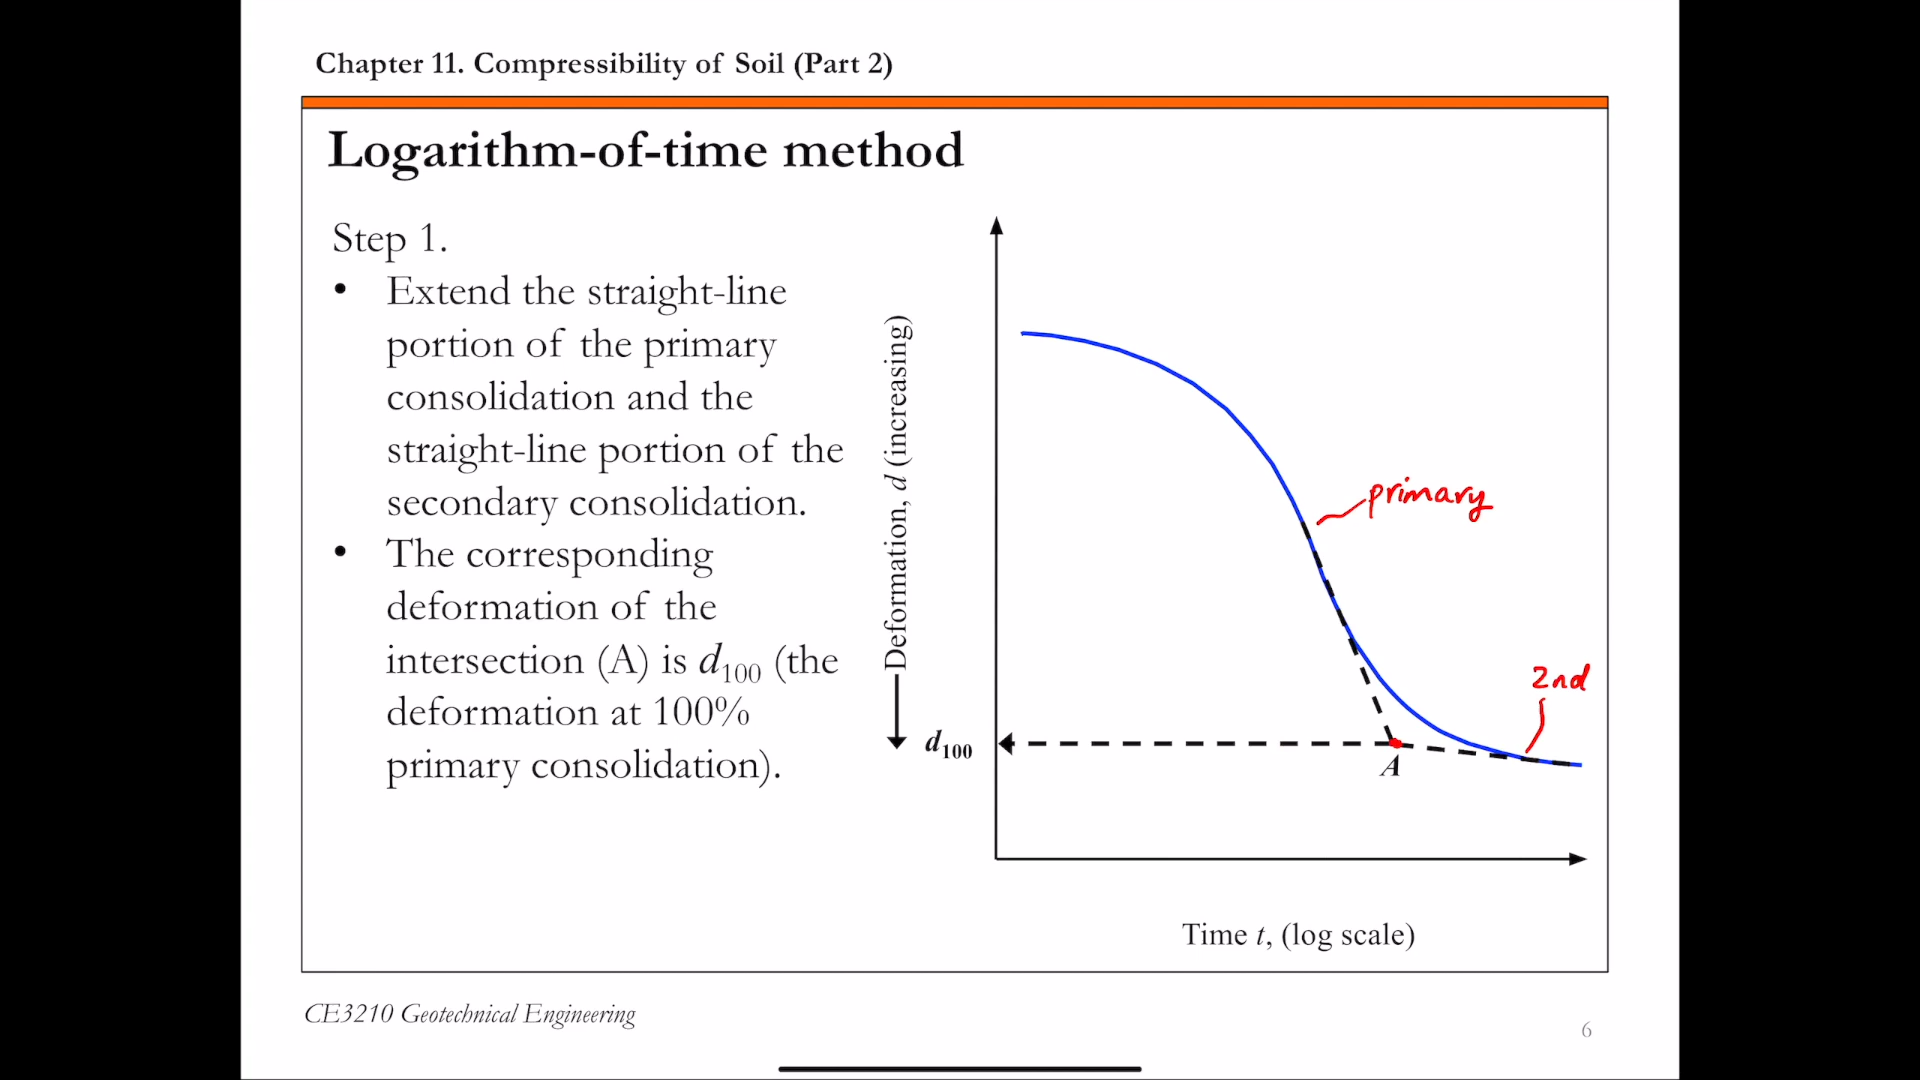 Chapter 11. Compressibility of Soil (Part 2)
Logarithm-of-time method
Step 1.
• Extend the straight-line
portion of the primary
consolidation and the
straight-line portion of the
secondary consolidation.
• The corresponding
deformation of the
intersection (A) is d100 (the
deformation at 100%
primary consolidation).
Deformation, d (increasing)
primary
2nd
d100
A
Time t, (log scale)
CE3210 Geotechnical Engineering
6